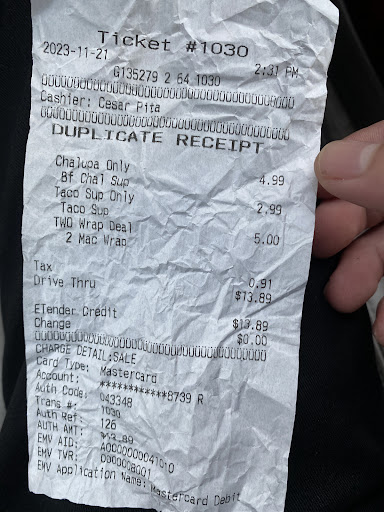 Ticket #1030
2023-11-21 2:31 PM
G135279 2 64 1030
Cashier: Cesar Pita
DUPLICATE RECEIPT
Chalupa Only
Bf Chal Sup 4.99
Taco Sup Only
Taco Sup 2.99
TWO Wrap Deal
2 Mac Wrap 5.00
Tax 0.91
Drive Thru $13.89
ETender Credit $13.89
Change $0.00
CHARGE DETAIL:SALE
Card Type: Mastercard
Account: ***********8739 R
Auth Code: 043348
Trans #: 1030
Auth Ref: 126
AUTH AMT: $13.89
EMV AID: A0000000041010
EMV TVR: 0000008001
EMV Application Name: Mastercard Debit